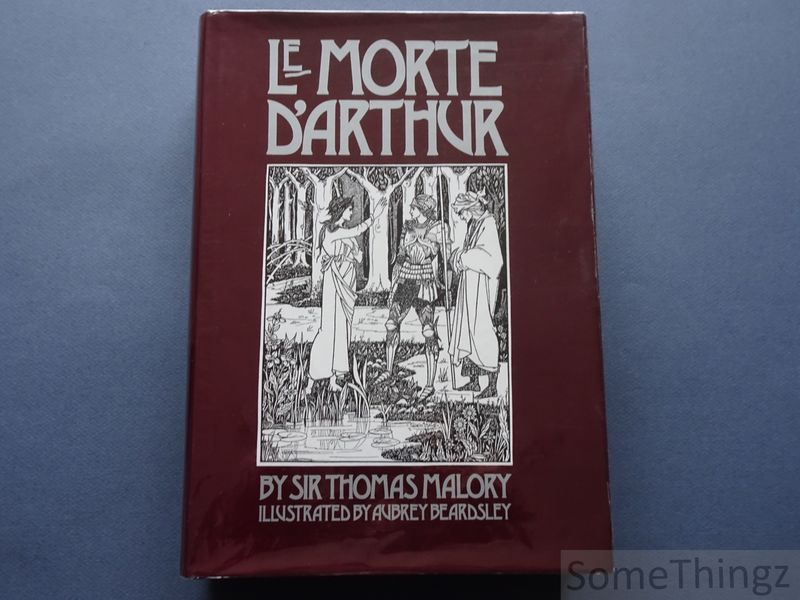 LE MORTE
D'ARTHUR
BY SIR THOMAS MALORY
ILLUSTRATED BY AUBREY BEARDSLEY
SomeThingz